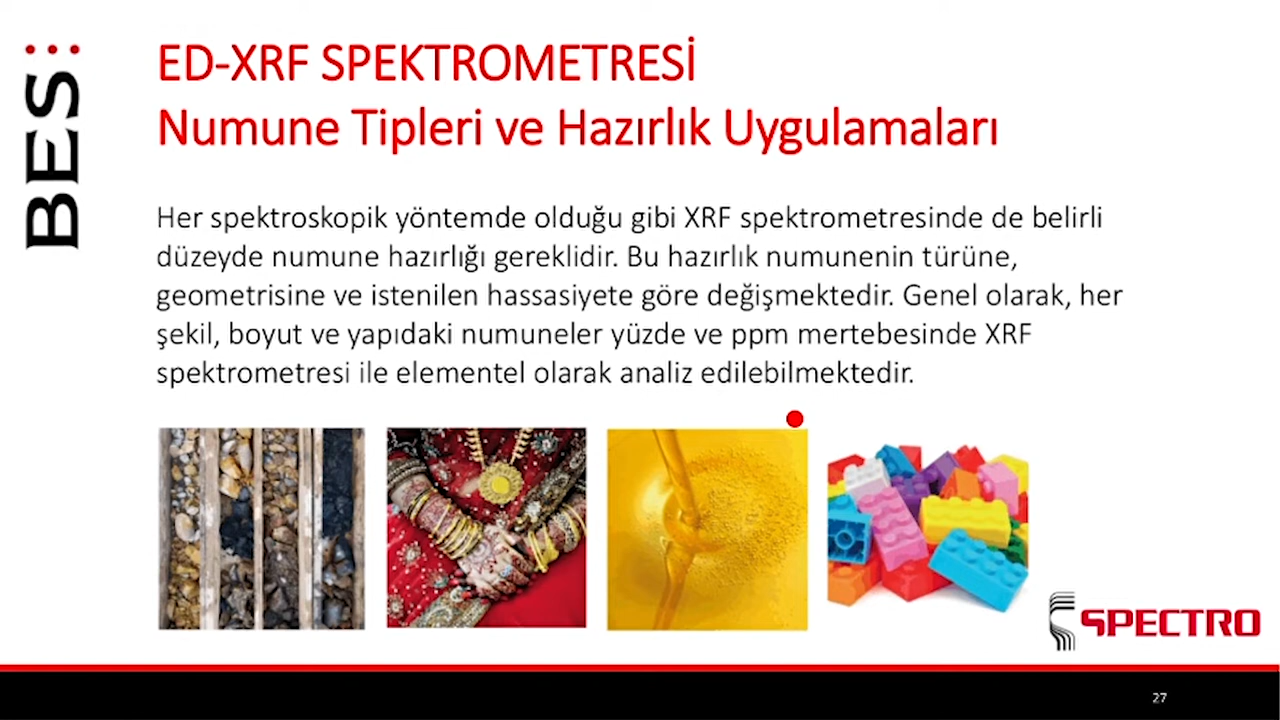 BES
ED-XRF SPEKTROMETRESİ
Numune Tipleri ve Hazırlık Uygulamaları
Her spektroskopik yöntemde olduğu gibi XRF spektrometresinde de belirli
düzeyde numune hazırlığı gereklidir. Bu hazırlık numunenin türüne,
geometrisine ve istenilen hassasiyete göre değişmektedir. Genel olarak, her
şekil, boyut ve yapıdaki numuneler yüzde ve ppm mertebesinde XRF
spektrometresi ile elementel olarak analiz edilebilmektedir.
SPECTRO
27